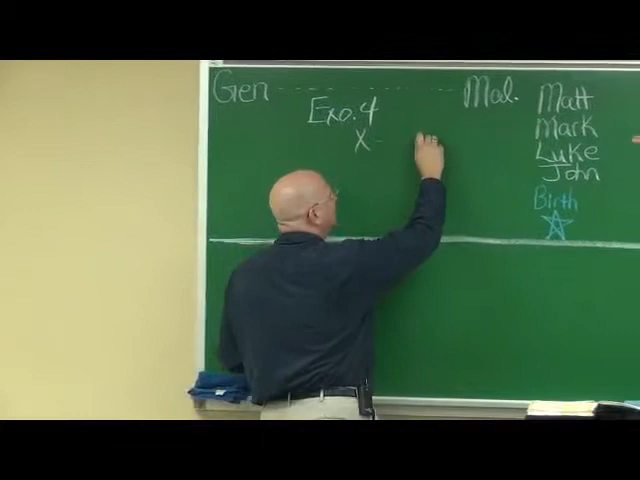 Gen - - - - - - - - - - - - - - Mal.
Exo. 4
X -
Matt
Mark
Luke
John
Birth